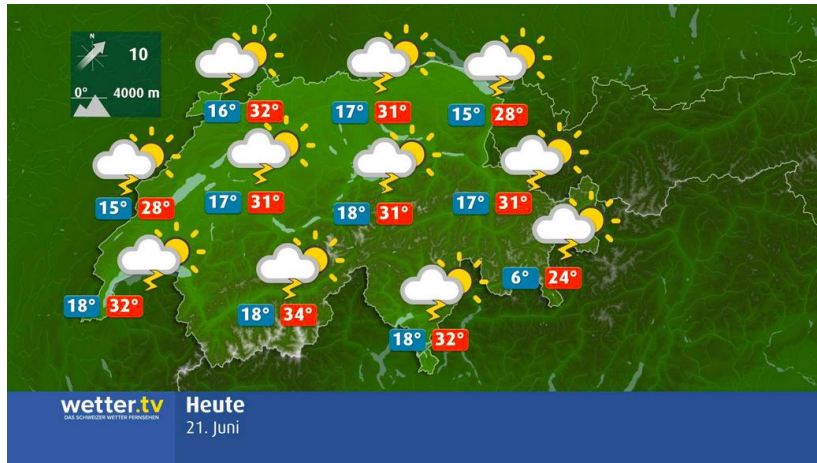 N
10
0° 4000 m
16° 32°
17° 31°
15° 28°
15° 28°
17° 31°
18° 31°
17° 31°
6° 24°
18° 32°
18° 34°
18° 32°
wetter.tv
DAS SCHWEIZER WETTER FERNSEHEN
Heute
21. Juni